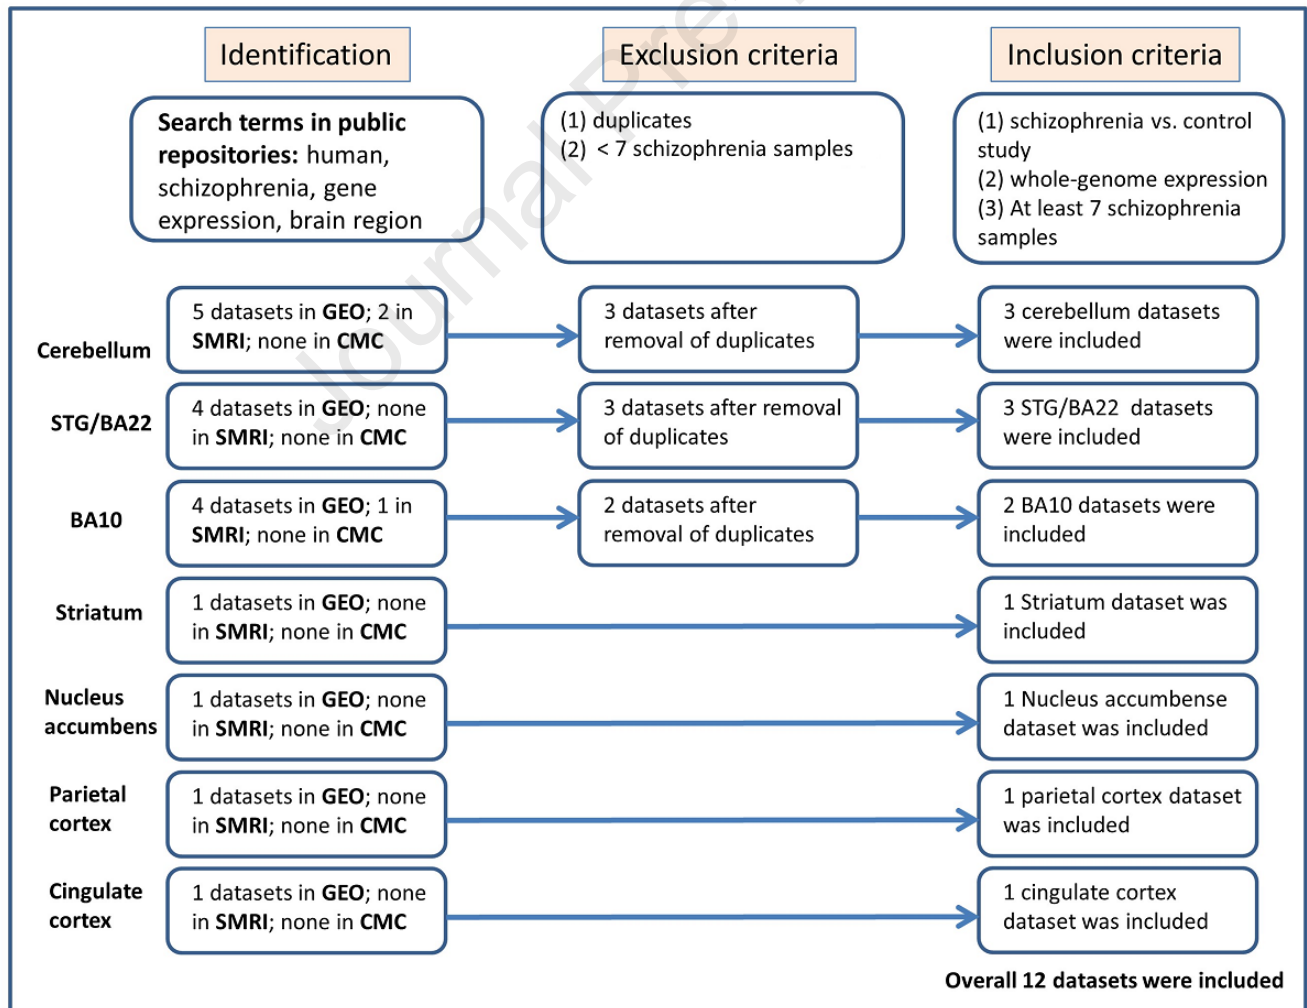 Identification
Exclusion criteria
Inclusion criteria
Search terms in public
repositories: human,
schizophrenia, gene
expression, brain region
(1) duplicates
(2) < 7 schizophrenia samples
(1) schizophrenia vs. control
study
(2) whole-genome expression
(3) At least 7 schizophrenia
samples
Cerebellum
5 datasets in GEO; 2 in
SMRI; none in CMC
3 datasets after
removal of duplicates
3 cerebellum datasets
were included
STG/BA22
4 datasets in GEO; none
in SMRI; none in CMC
3 datasets after removal
of duplicates
3 STG/BA22 datasets
were included
BA10
4 datasets in GEO; 1 in
SMRI; none in CMC
2 datasets after
removal of duplicates
2 BA10 datasets were
included
Striatum
1 datasets in GEO; none
in SMRI; none in CMC
1 Striatum dataset was
included
Nucleus
accumbens
1 datasets in GEO; none
in SMRI; none in CMC
1 Nucleus accumbense
dataset was included
Parietal
cortex
1 datasets in GEO; none
in SMRI; none in CMC
1 parietal cortex dataset
was included
Cingulate
cortex
1 datasets in GEO; none
in SMRI; none in CMC
1 cingulate cortex
dataset was included
Overall 12 datasets were included
Journal Pre